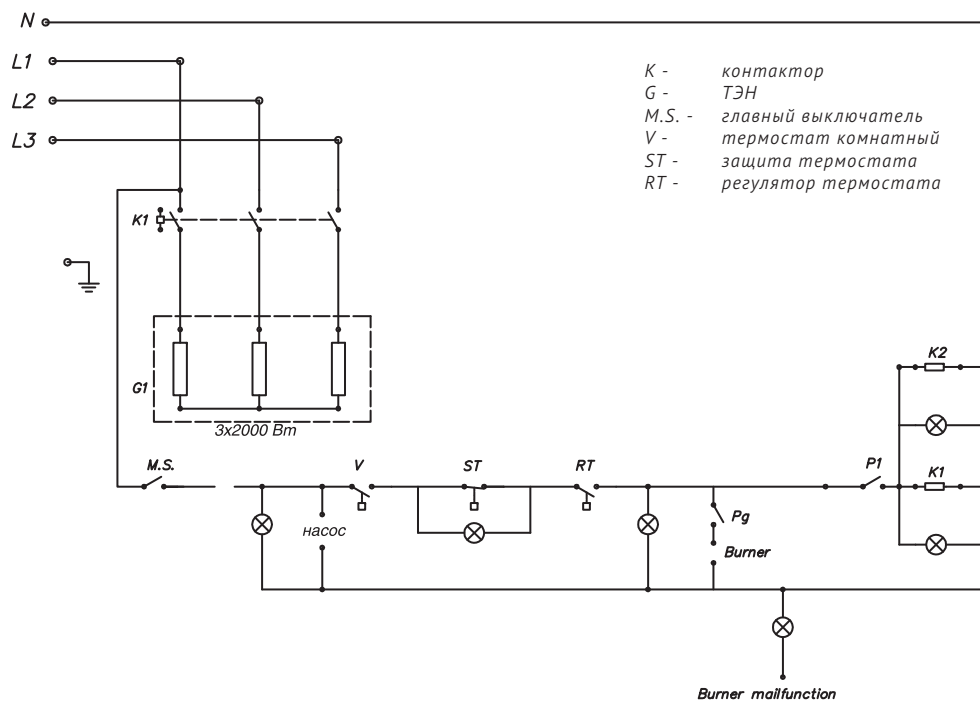 N
L1
L2
L3
K - контактор
G - ТЭН
M.S. - главный выключатель
V - термостат комнатный
ST - защита термостата
RT - регулятор термостата
K1
G1
3x2000 Вт
K2
M.S.
V
ST
RT
P1
K1
насос
Pg
Burner
Burner mailfunction